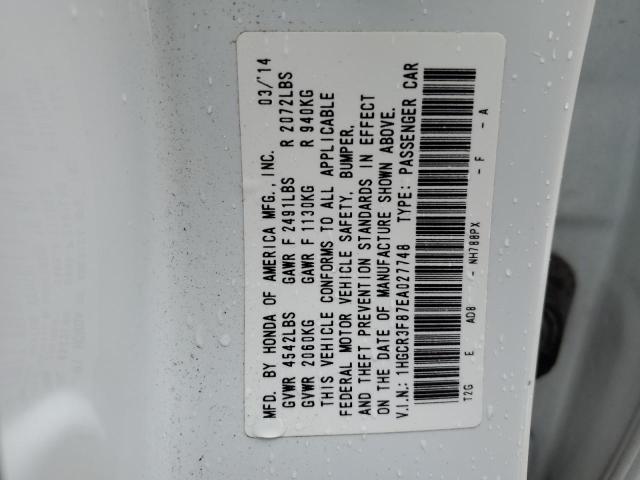 MFD. BY HONDA OF AMERICA MFG., INC. 03/'14
GVWR 4542LBS GAWR F 2491LBS R 2072LBS
GVWR 2060KG GAWR F 1130KG R 940KG
THIS VEHICLE CONFORMS TO ALL APPLICABLE
FEDERAL MOTOR VEHICLE SAFETY, BUMPER,
AND THEFT PREVENTION STANDARDS IN EFFECT
ON THE DATE OF MANUFACTURE SHOWN ABOVE.
V.I.N.: 1HGCR3F87EA027748 TYPE: PASSENGER CAR
T2G E AD8 - NH788PX - F - A